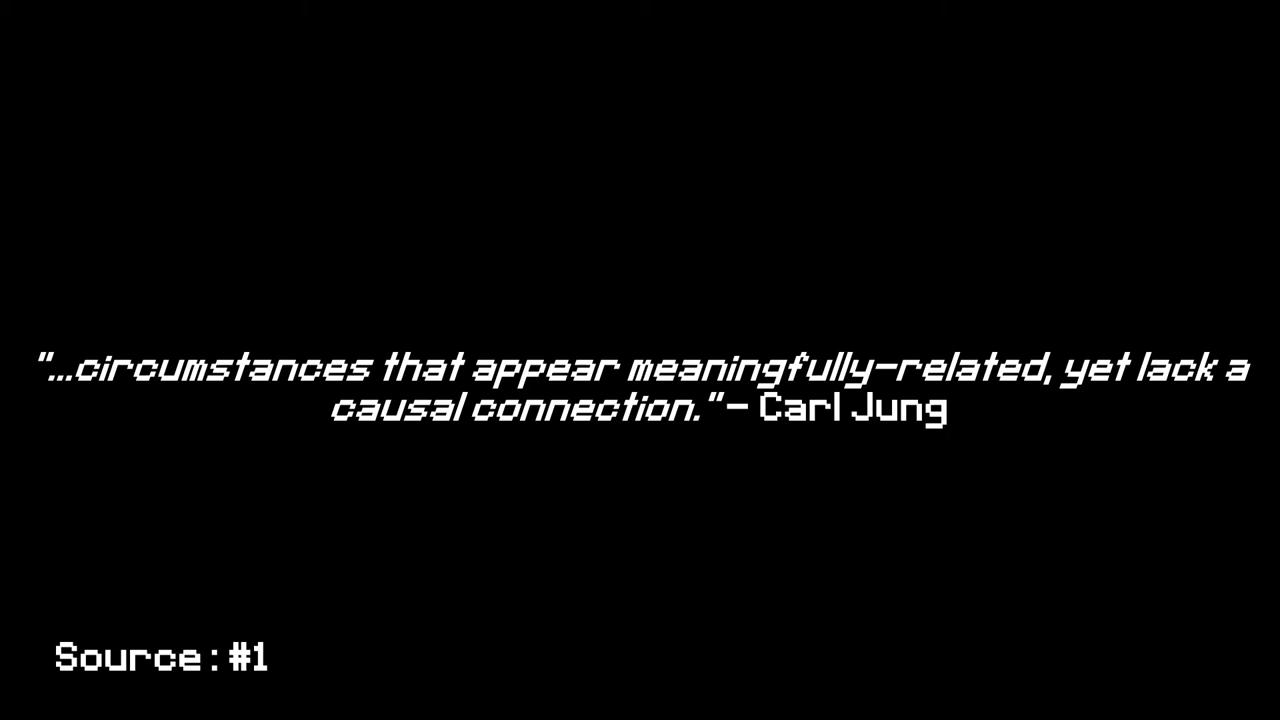 "...circumstances that appear meaningfully-related, yet lack a
causal connection." - Carl Jung
Source: #1